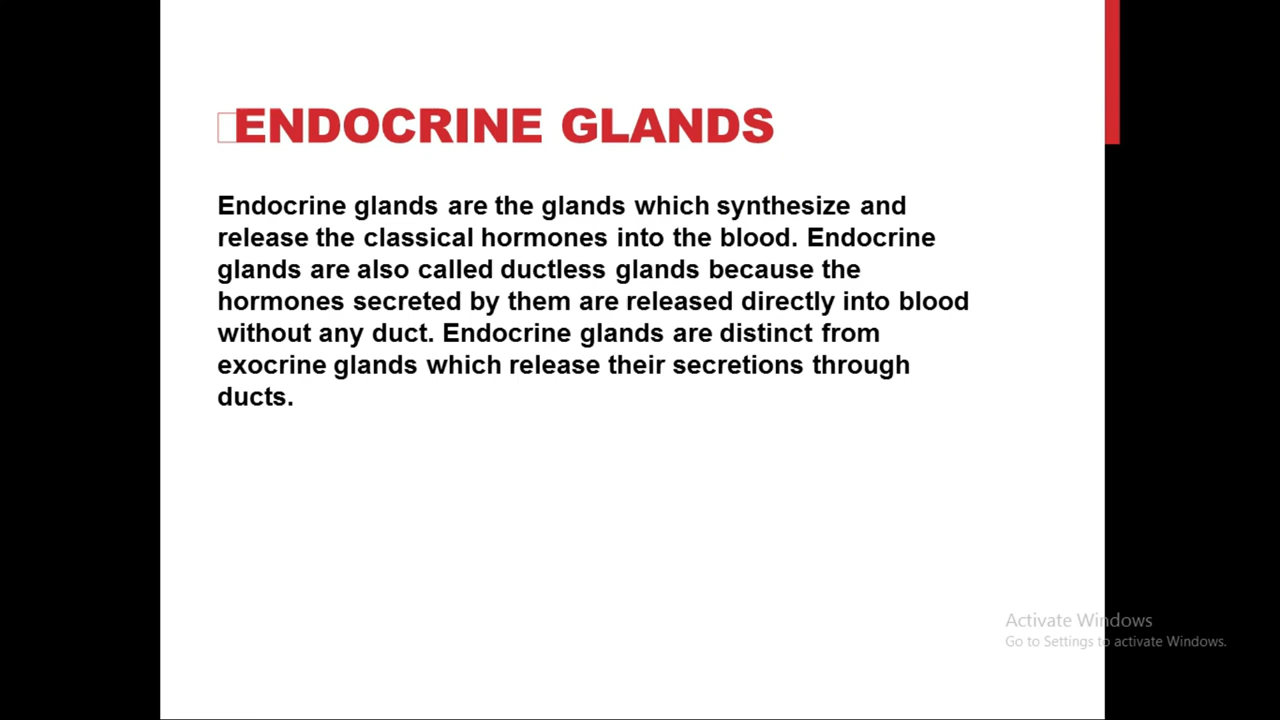 ENDOCRINE GLANDS
Endocrine glands are the glands which synthesize and
release the classical hormones into the blood. Endocrine
glands are also called ductless glands because the
hormones secreted by them are released directly into blood
without any duct. Endocrine glands are distinct from
exocrine glands which release their secretions through
ducts.
Activate Windows
Go to Settings to activate Windows.